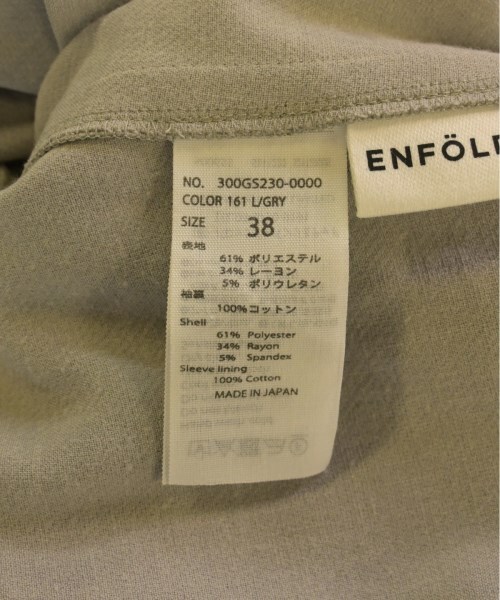 ENFÖLD
NO. 300GS230-0000
COLOR 161 L/GRY
SIZE 38
表地
61% ポリエステル
34% レーヨン
5% ポリウレタン
袖裏
100%コットン
Shell
61% Polyester
34% Rayon
5% Spandex
Sleeve lining
100% Cotton
MADE IN JAPAN